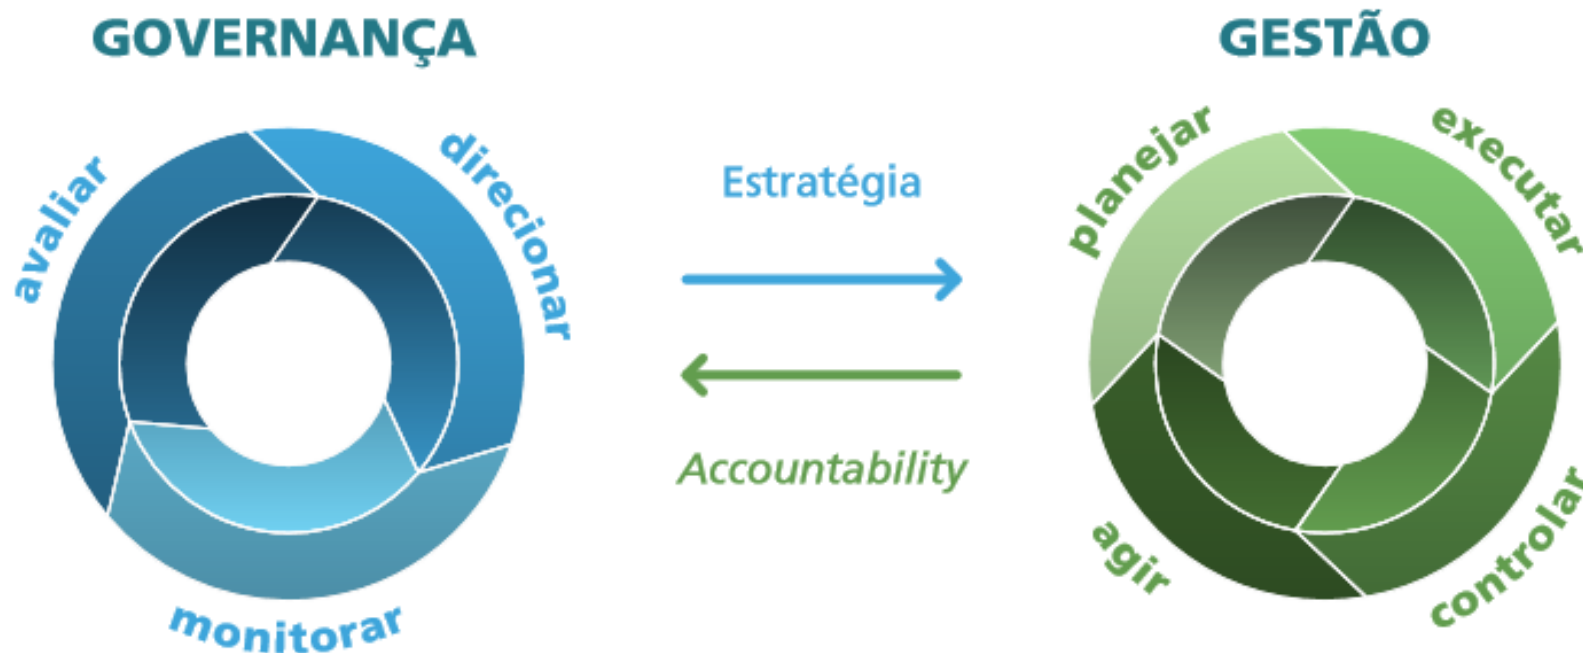 GOVERNANÇA
GESTÃO
avaliar
direcionar
monitorar
Estratégia
Accountability
planejar
executar
controlar
agir